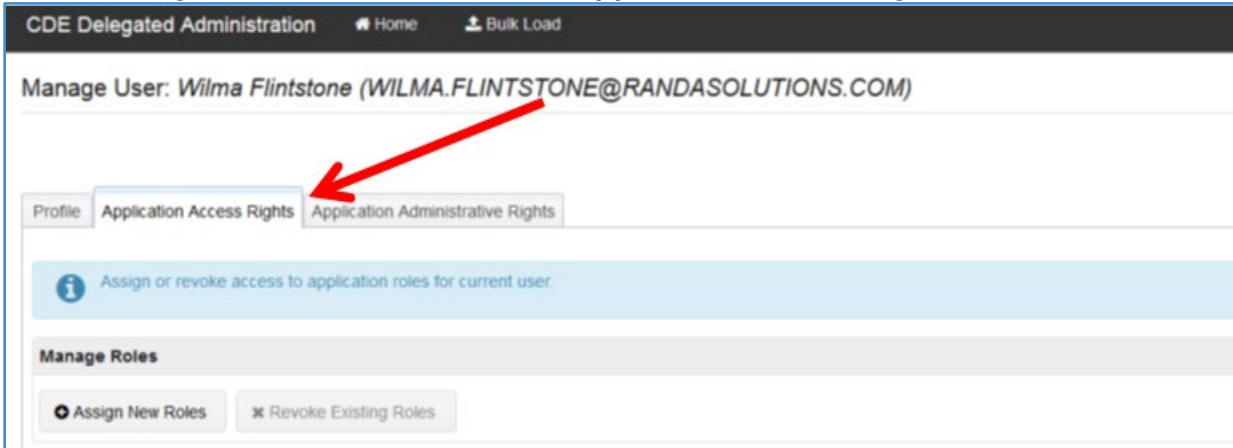 CDE Delegated Administration Home Bulk Load
Manage User: Wilma Flintstone (WILMA.FLINTSTONE@RANDASOLUTIONS.COM)
Profile Application Access Rights Application Administrative Rights
Assign or revoke access to application roles for current user.
Manage Roles
Assign New Roles Revoke Existing Roles